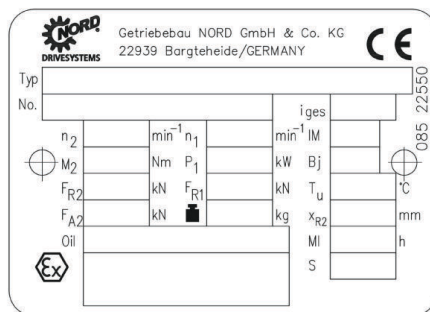 NORD
DRIVESYSTEMS
Getriebebau NORD GmbH & Co. KG
22939 Bargteheide/GERMANY
CE
085 22550
Typ
No. iges
n2 min-1 n1 min-1 IM
M2 Nm P1 kW Bj
FR2 kN FR1 kN Tu °C
FA2 kN kg xR2 mm
Oil MI h
S
Ex